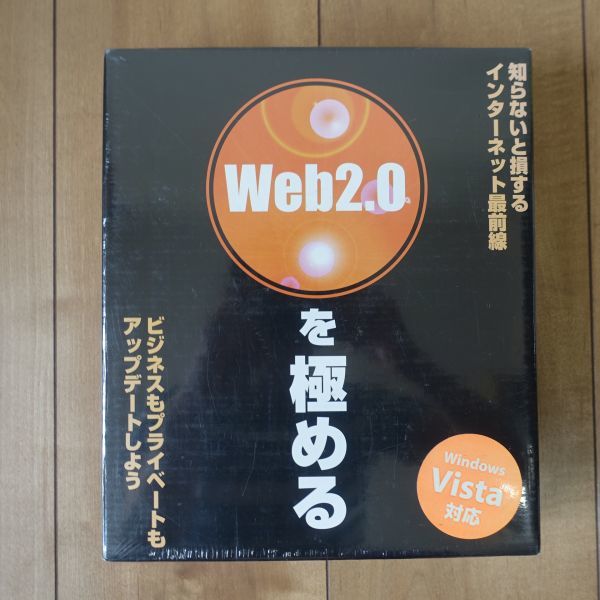 知らないと損する
インターネット最前線
Web2.0
を極める
ビジネスもプライベートも
アップデートしよう
Windows
Vista
対応